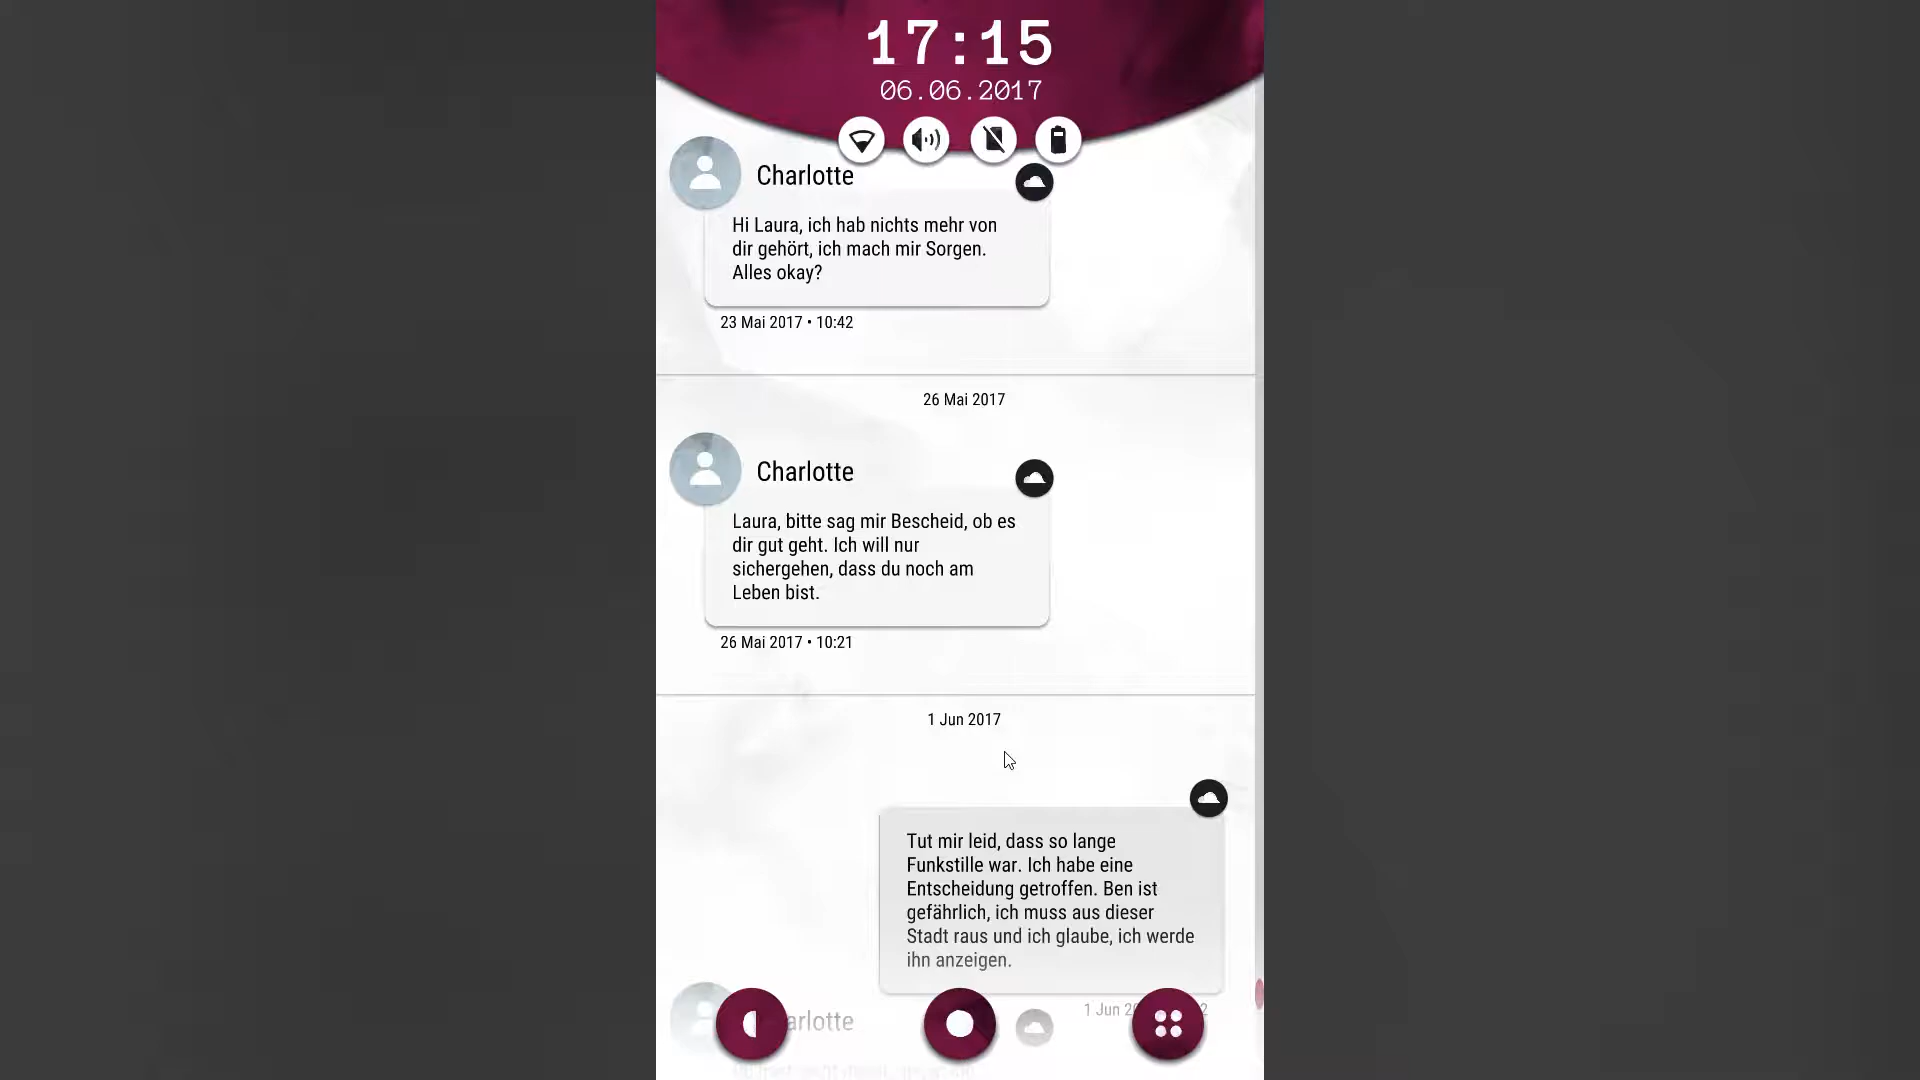 17:15
06.06.2017
Charlotte
Hi Laura, ich hab nichts mehr von
dir gehört, ich mach mir Sorgen.
Alles okay?
23 Mai 2017 • 10:42
26 Mai 2017
Charlotte
Laura, bitte sag mir Bescheid, ob es
dir gut geht. Ich will nur
sichergehen, dass du noch am
Leben bist.
26 Mai 2017 • 10:21
1 Jun 2017
Tut mir leid, dass so lange
Funkstille war. Ich habe eine
Entscheidung getroffen. Ben ist
gefährlich, ich muss aus dieser
Stadt raus und ich glaube, ich werde
ihn anzeigen.
1 Jun
arlotte